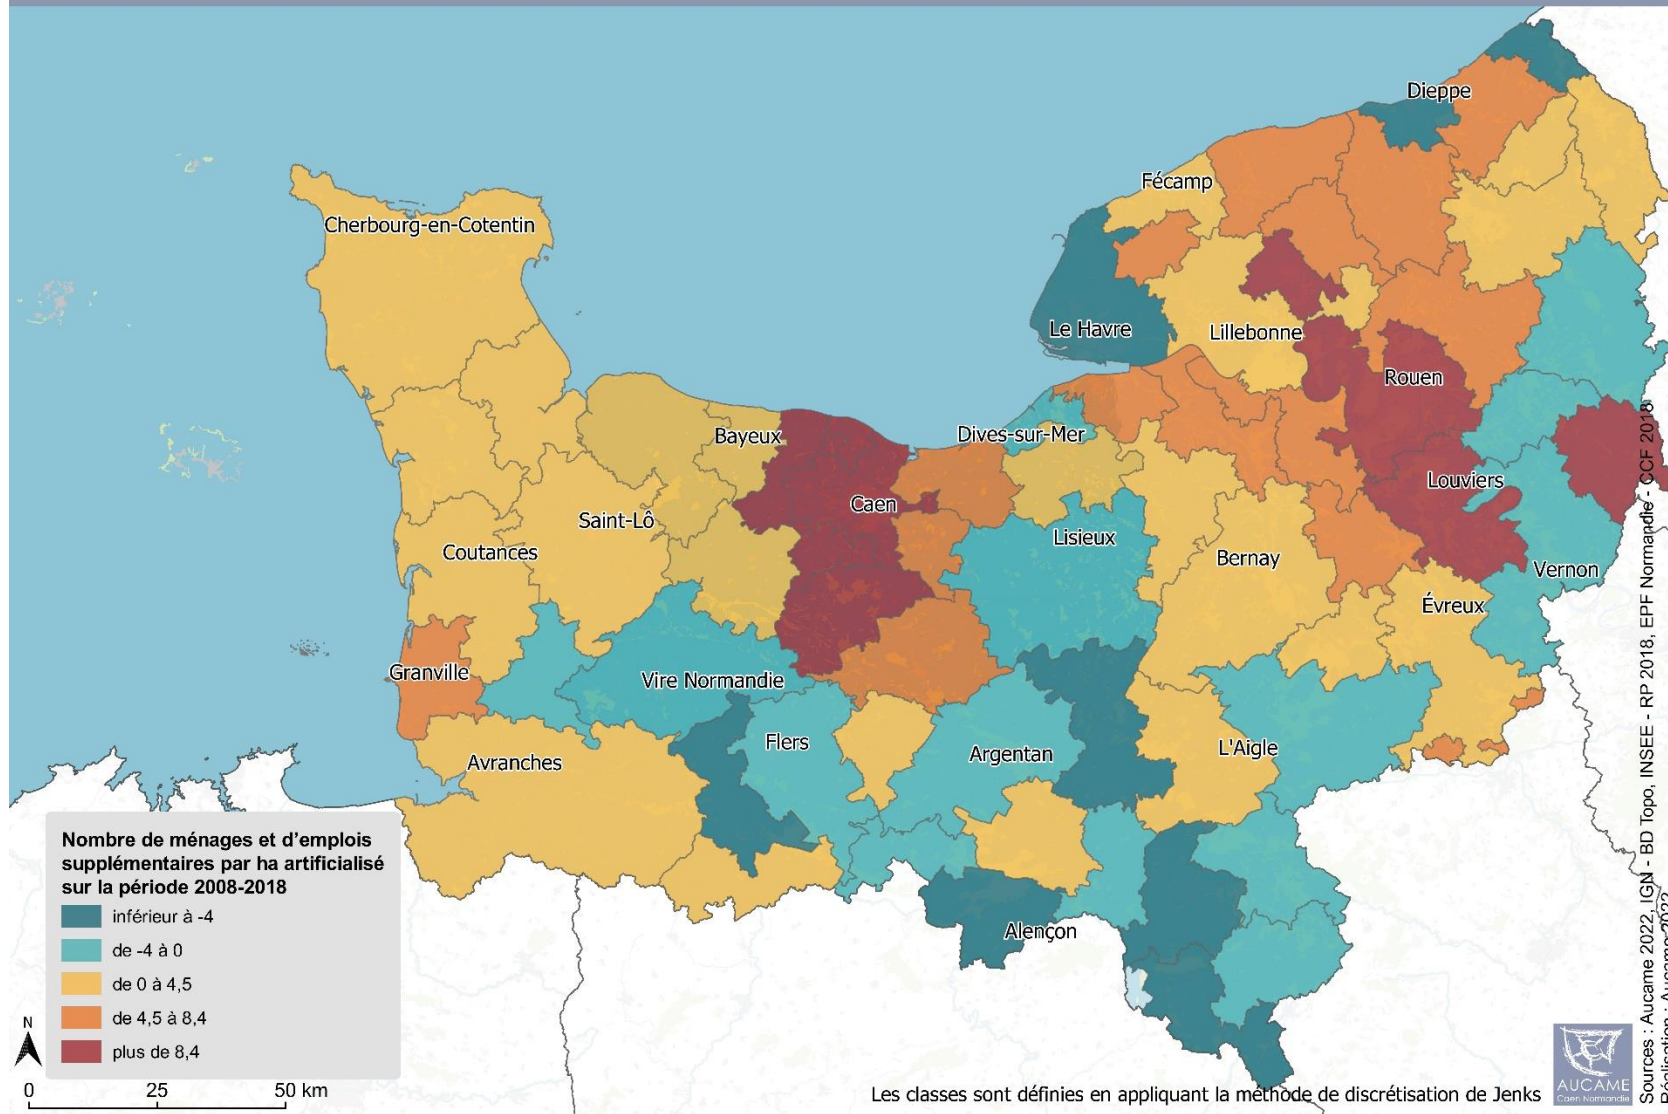 Dieppe
Fécamp
Cherbourg-en-Cotentin
Le Havre
Lillebonne
Rouen
Bayeux
Dives-sur-Mer
Louviers
Caen
Saint-Lô
Lisieux
Coutances
Bernay
Vernon
Évreux
Granville
Vire Normandie
Flers
Argentan
L'Aigle
Avranches
Alençon
Nombre de ménages et d'emplois
supplémentaires par ha artificialisé
sur la période 2008-2018
inférieur à -4
de -4 à 0
de 0 à 4,5
de 4,5 à 8,4
plus de 8,4
N
0 25 50 km
Les classes sont définies en appliquant la méthode de discrétisation de Jenks
AUCAME
Caen Normandie
Sources : Aucame 2022, IGN - BD Topo, INSEE - RP 2018, EPF Normandie - CCF 2018
Réalisation : Aucame 2022